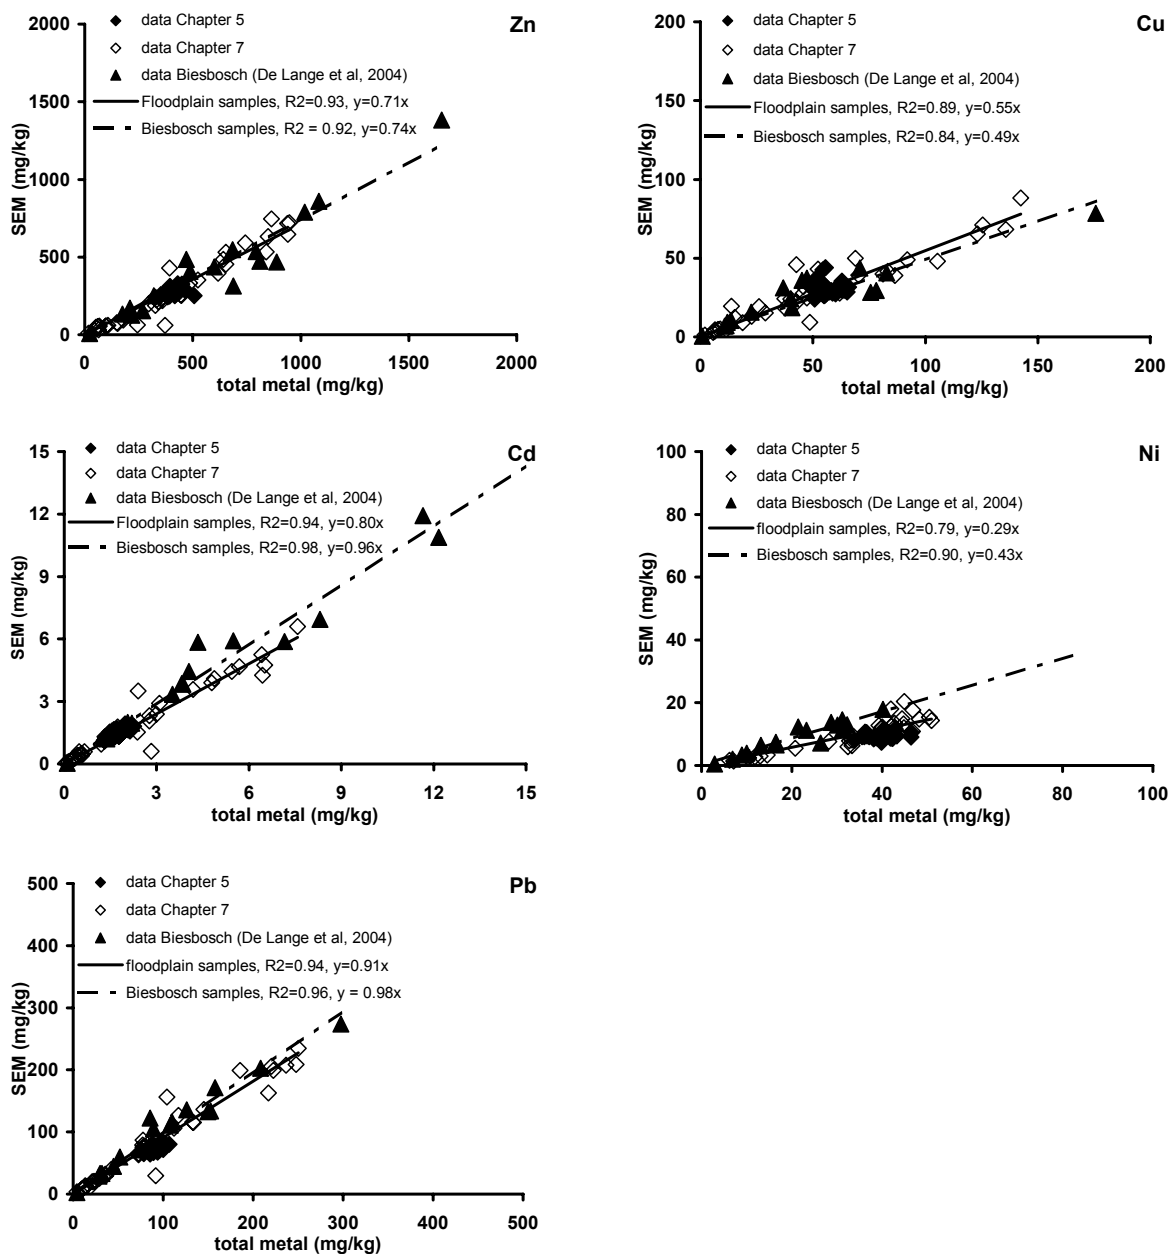 Zn
data Chapter 5
data Chapter 7
data Biesbosch (De Lange et al, 2004)
Floodplain samples, R2=0.93, y=0.71x
Biesbosch samples, R2 = 0.92, y=0.74x
2000
1500
1000
500
0
SEM (mg/kg)
0 500 1000 1500 2000
total metal (mg/kg)
Cu
data Chapter 5
data Chapter 7
data Biesbosch (De Lange et al, 2004)
Floodplain samples, R2=0.89, y=0.55x
Biesbosch samples, R2=0.84, y=0.49x
200
150
100
50
0
SEM (mg/kg)
0 50 100 150 200
total metal (mg/kg)
Cd
data Chapter 5
data Chapter 7
data Biesbosch (De Lange et al, 2004)
Floodplain samples, R2=0.94, y=0.80x
Biesbosch samples, R2=0.98, y=0.96x
15
12
9
6
3
0
SEM (mg/kg)
0 3 6 9 12 15
total metal (mg/kg)
Ni
data Chapter 5
data Chapter 7
data Biesbosch (De Lange et al, 2004)
floodplain samples, R2=0.79, y=0.29x
Biesbosch samples, R2=0.90, y=0.43x
100
80
60
40
20
0
SEM (mg/kg)
0 20 40 60 80 100
total metal (mg/kg)
Pb
data Chapter 5
data Chapter 7
data Biesbosch (De Lange et al, 2004)
floodplain samples, R2=0.94, y=0.91x
Biesbosch samples, R2=0.96, y = 0.98x
500
400
300
200
100
0
SEM (mg/kg)
0 100 200 300 400 500
total metal (mg/kg)